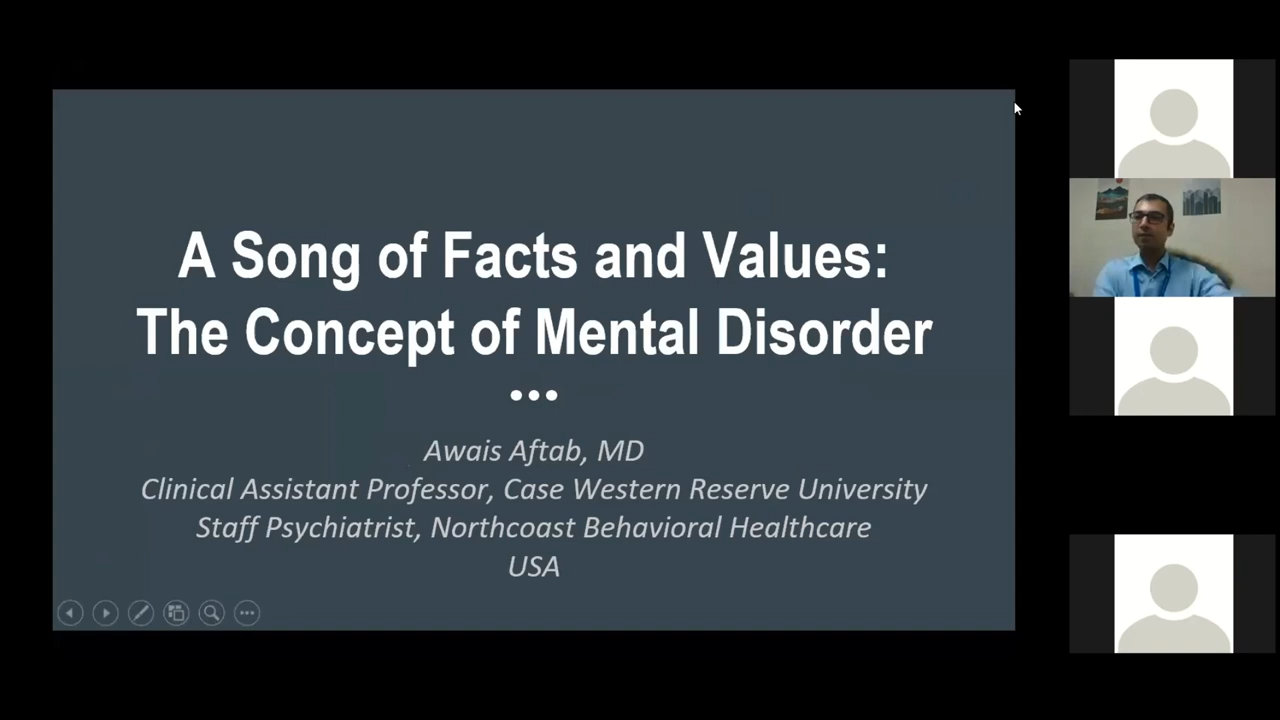 A Song of Facts and Values:
The Concept of Mental Disorder
Awais Aftab, MD
Clinical Assistant Professor, Case Western Reserve University
Staff Psychiatrist, Northcoast Behavioral Healthcare
USA